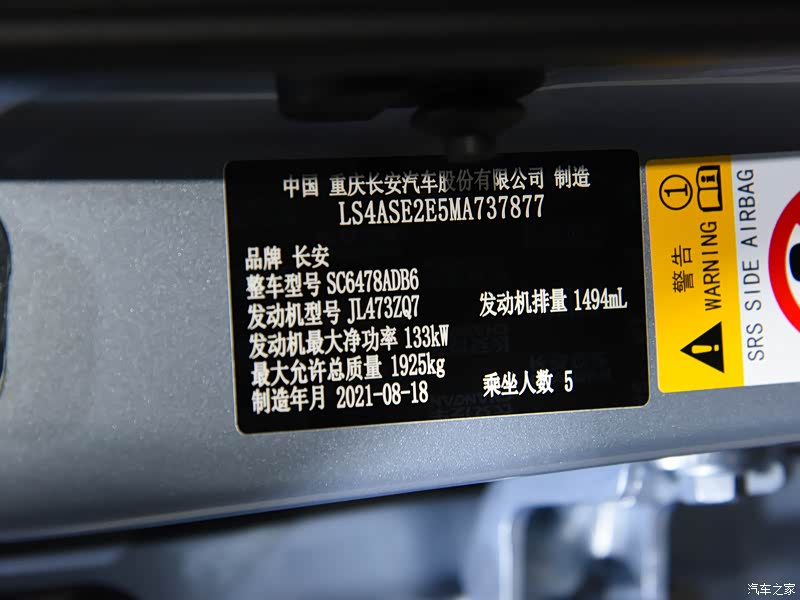 中国 重庆长安汽车股份有限公司 制造
LS4ASE2E5MA737877
品牌 长安
整车型号 SC6478ADB6
发动机型号 JL473ZQ7 发动机排量 1494mL
发动机最大净功率 133kW
最大允许总质量 1925kg
制造年月 2021-08-18 乘坐人数 5
1
警告
WARNING
SRS SIDE AIRBAG
汽车之家